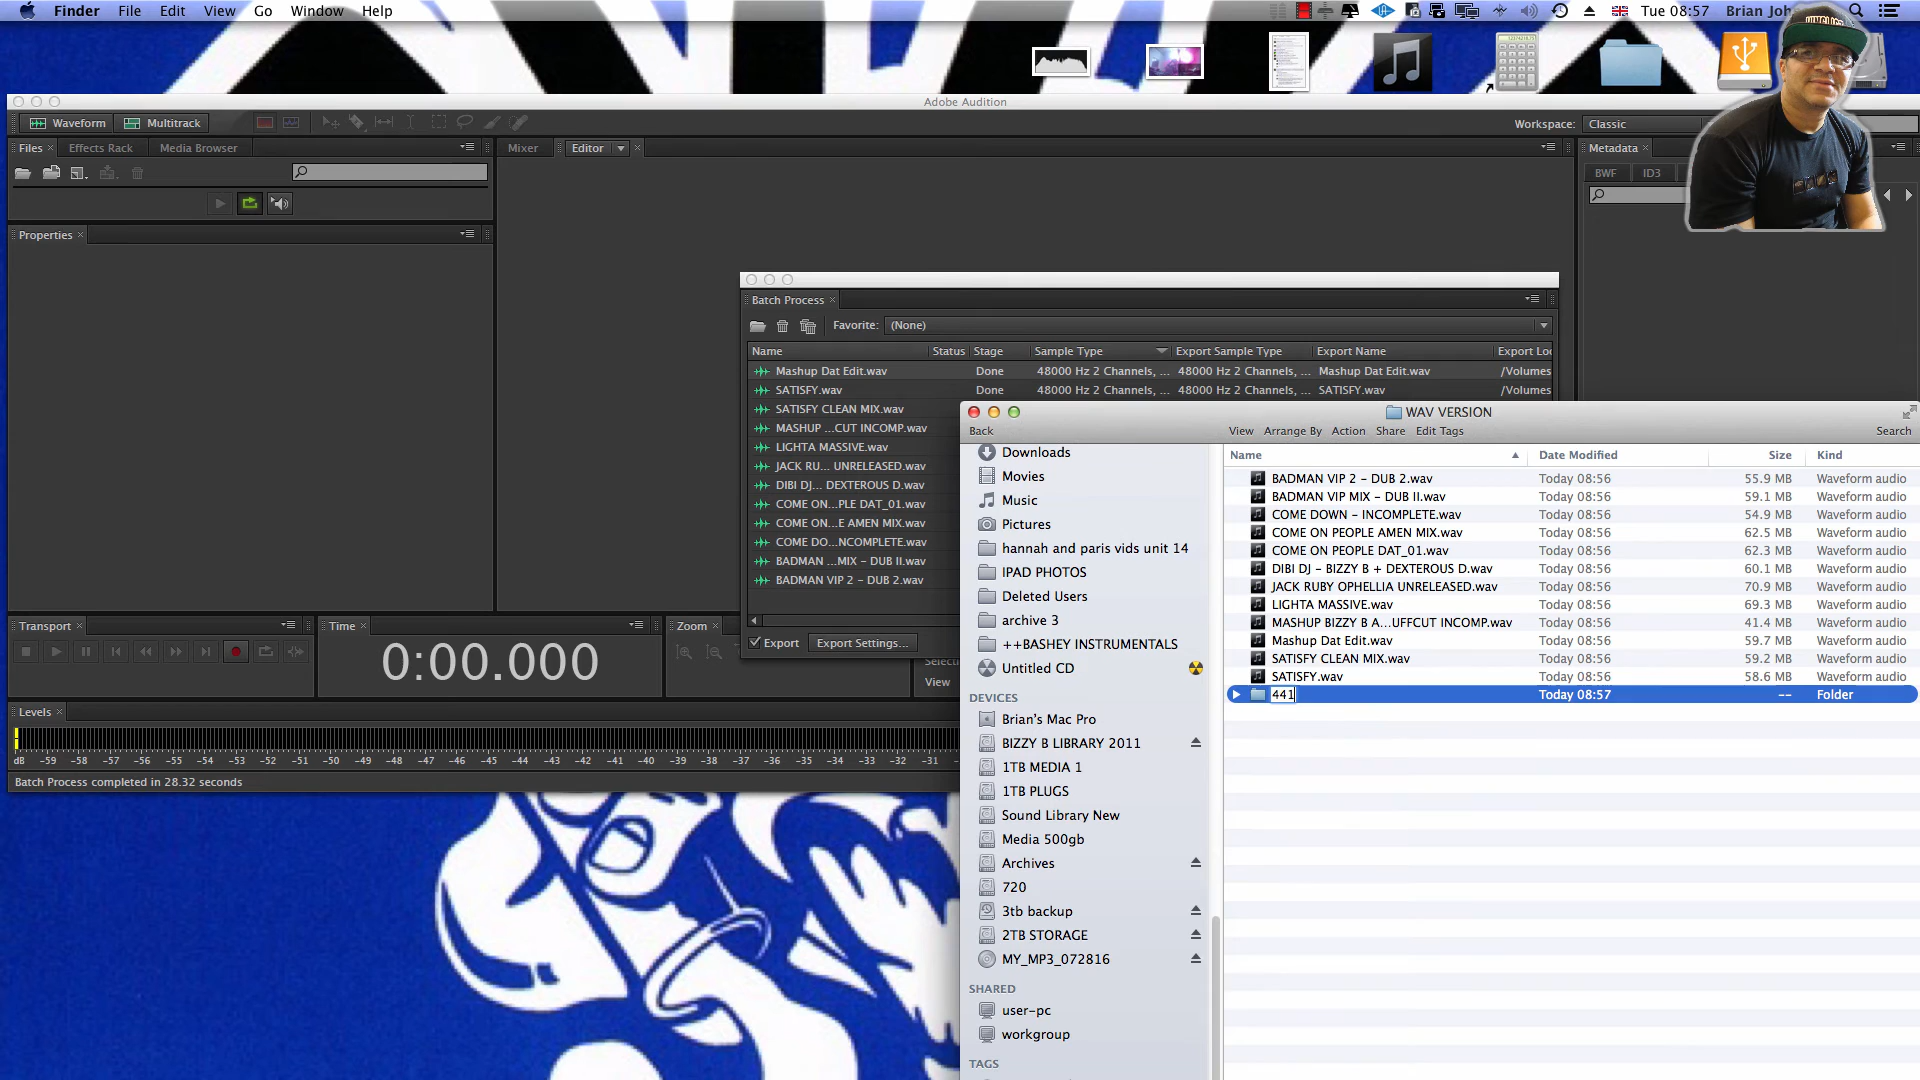 Finder File Edit View Go Window Help
Tue 08:57 Brian Joh
Adobe Audition
Waveform Multitrack
Workspace: Classic
Files × Effects Rack Media Browser
Mixer Editor
Metadata ×
BWF ID3
Properties ×
Batch Process ×
Favorite: (None)
Name Status Stage Sample Type Export Sample Type Export Name Export Loc
Mashup Dat Edit.wav Done 48000 Hz 2 Channels, ... 48000 Hz 2 Channels, ... Mashup Dat Edit.wav /Volumes
SATISFY.wav Done 48000 Hz 2 Channels, ... 48000 Hz 2 Channels, ... SATISFY.wav /Volumes
SATISFY CLEAN MIX.wav
MASHUP ...CUT INCOMP.wav
LIGHTA MASSIVE.wav
JACK RU... UNRELEASED.wav
DIBI DJ... DEXTEROUS D.wav
COME ON...PLE DAT_01.wav
COME ON...E AMEN MIX.wav
COME DO...NCOMPLETE.wav
BADMAN ...MIX - DUB II.wav
BADMAN VIP 2 - DUB 2.wav
Export Export Settings...
Transport × Time × Zoom ×
0:00.000
Selectio
View
Levels ×
dB -59 -58 -57 -56 -55 -54 -53 -52 -51 -50 -49 -48 -47 -46 -45 -44 -43 -42 -41 -40 -39 -38 -37 -36 -35 -34 -33 -32 -31
Batch Process completed in 28.32 seconds
WAV VERSION
Back View Arrange By Action Share Edit Tags Search
Downloads
Movies
Music
Pictures
hannah and paris vids unit 14
IPAD PHOTOS
Deleted Users
archive 3
++BASHEY INSTRUMENTALS
Untitled CD
DEVICES
Brian's Mac Pro
BIZZY B LIBRARY 2011
1TB MEDIA 1
1TB PLUGS
Sound Library New
Media 500gb
Archives
720
3tb backup
2TB STORAGE
MY_MP3_072816
SHARED
user-pc
workgroup
TAGS
Name Date Modified Size Kind
BADMAN VIP 2 - DUB 2.wav Today 08:56 55.9 MB Waveform audio
BADMAN VIP MIX - DUB II.wav Today 08:56 59.1 MB Waveform audio
COME DOWN - INCOMPLETE.wav Today 08:56 54.9 MB Waveform audio
COME ON PEOPLE AMEN MIX.wav Today 08:56 62.5 MB Waveform audio
COME ON PEOPLE DAT_01.wav Today 08:56 62.3 MB Waveform audio
DIBI DJ - BIZZY B + DEXTEROUS D.wav Today 08:56 60.1 MB Waveform audio
JACK RUBY OPHELLIA UNRELEASED.wav Today 08:56 70.9 MB Waveform audio
LIGHTA MASSIVE.wav Today 08:56 69.3 MB Waveform audio
MASHUP BIZZY B A...UFFCUT INCOMP.wav Today 08:56 41.4 MB Waveform audio
Mashup Dat Edit.wav Today 08:56 59.7 MB Waveform audio
SATISFY CLEAN MIX.wav Today 08:56 59.2 MB Waveform audio
SATISFY.wav Today 08:56 58.6 MB Waveform audio
441 Today 08:57 -- Folder